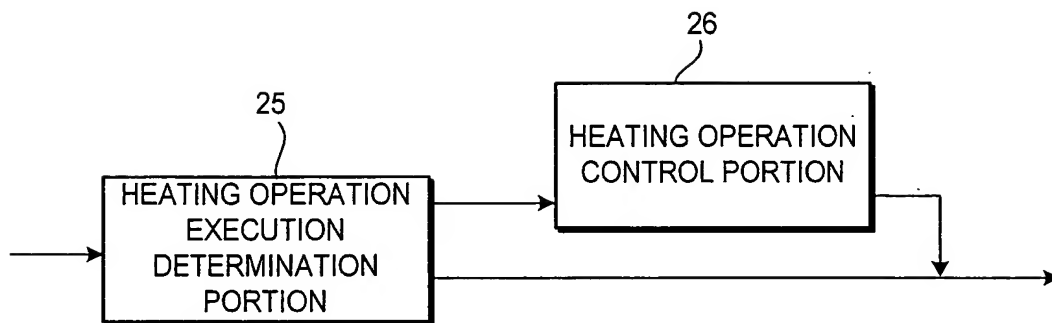 26
25
HEATING OPERATION
CONTROL PORTION
HEATING OPERATION
EXECUTION
DETERMINATION
PORTION